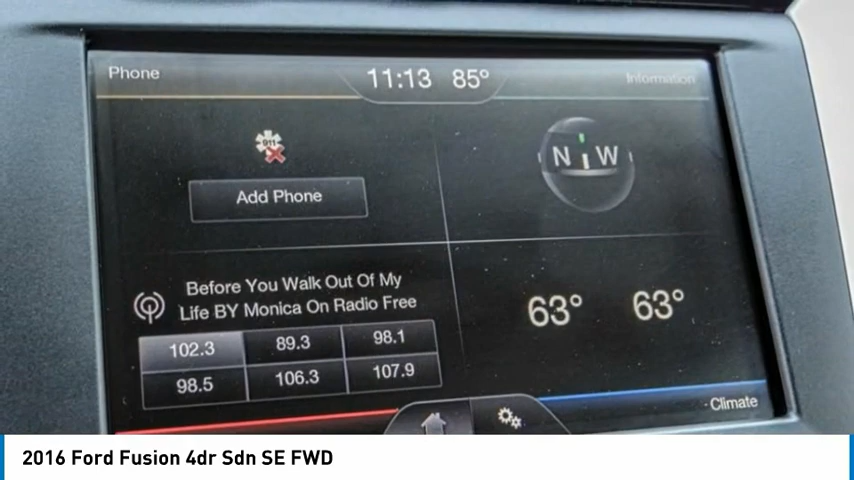 Phone 11:13 85° Information
911
Add Phone
N W
Before You Walk Out Of My
Life BY Monica On Radio Free
63° 63°
102.3 89.3 98.1
98.5 106.3 107.9
Climate
2016 Ford Fusion 4dr Sdn SE FWD